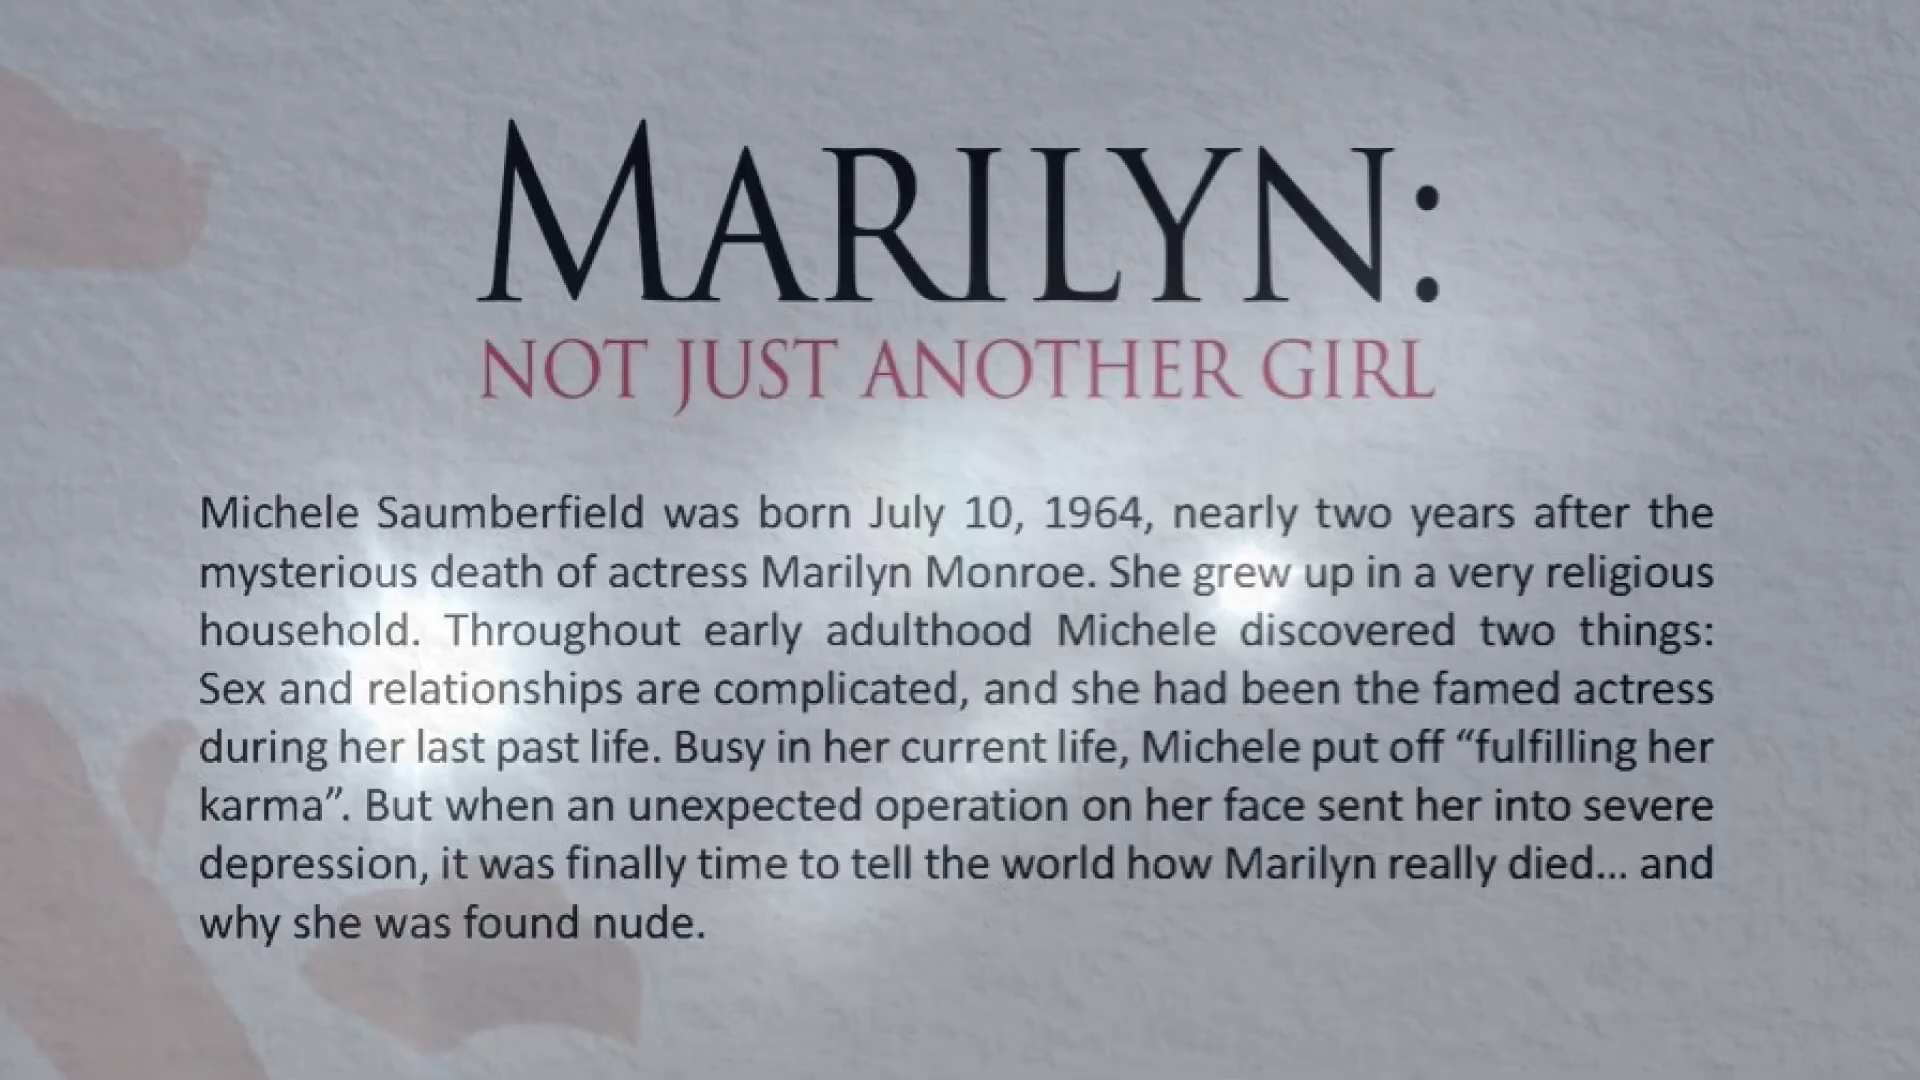 MARILYN:
NOT JUST ANOTHER GIRL
Michele Saumberfield was born July 10, 1964, nearly two years after the
mysterious death of actress Marilyn Monroe. She grew up in a very religious
household. Throughout early adulthood Michele discovered two things:
Sex and relationships are complicated, and she had been the famed actress
during her last past life. Busy in her current life, Michele put off “fulfilling her
karma”. But when an unexpected operation on her face sent her into severe
depression, it was finally time to tell the world how Marilyn really died... and
why she was found nude.